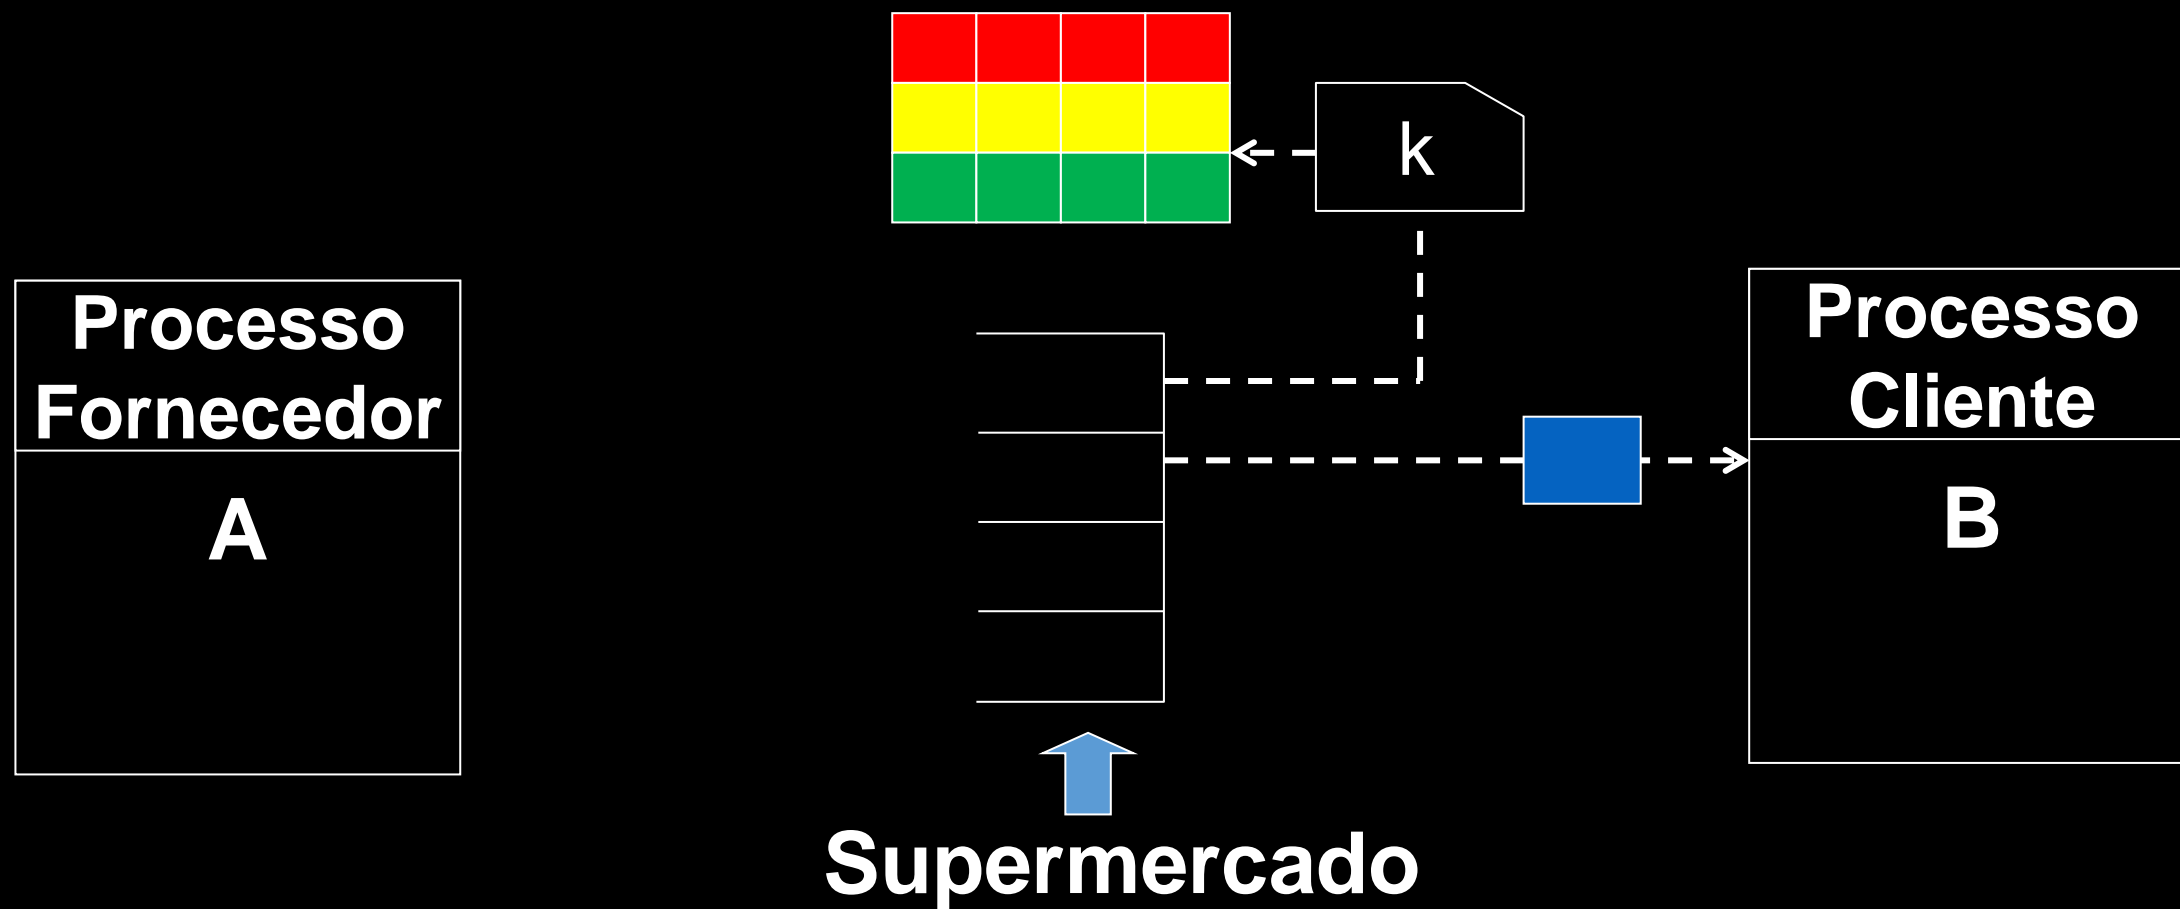 k
Processo
Fornecedor
A
Processo
Cliente
B
Supermercado